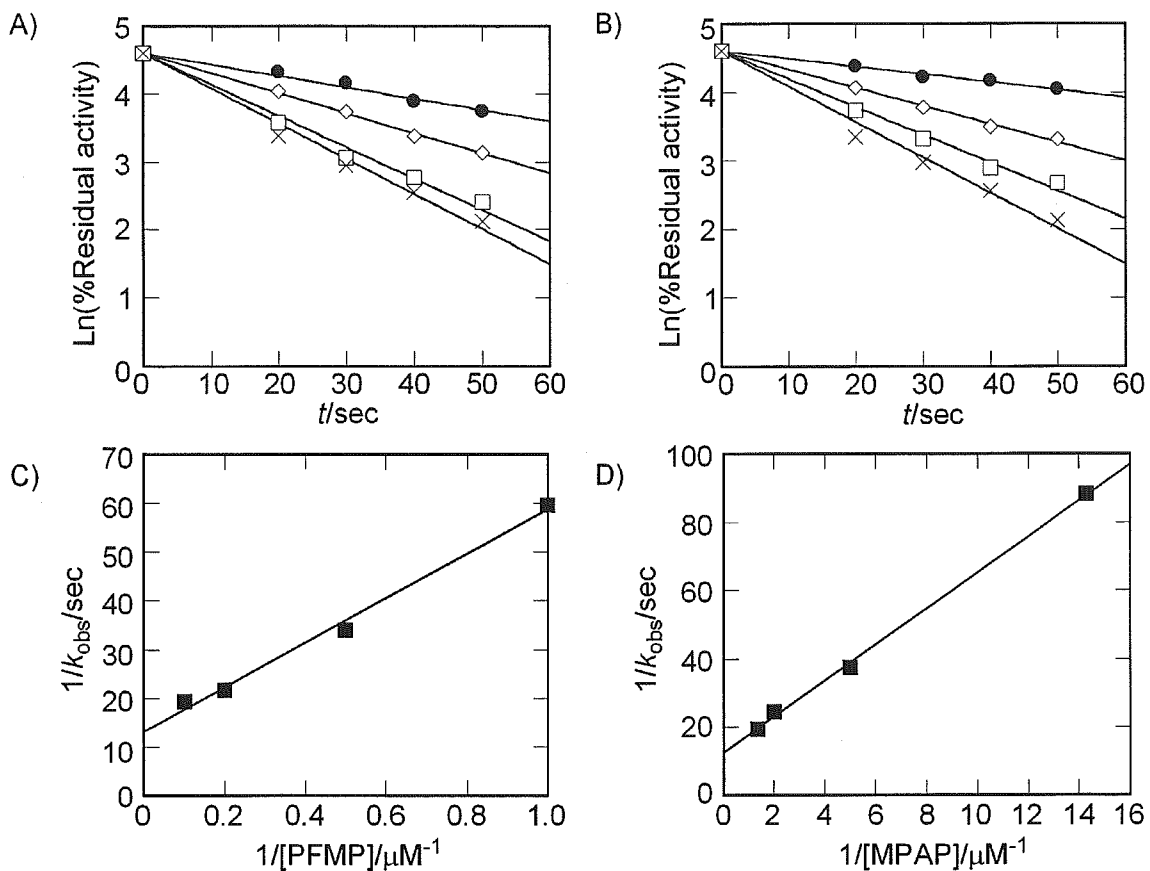 A)
Ln(%Residual activity)
5
4
3
2
1
0
0 10 20 30 40 50 60
t/sec
B)
Ln(%Residual activity)
5
4
3
2
1
0
0 10 20 30 40 50 60
t/sec
C)
1/kobs/sec
70
60
50
40
30
20
10
0
0 0.2 0.4 0.6 0.8 1.0
1/[PFMP]/μM-1
D)
1/kobs/sec
100
80
60
40
20
0
0 2 4 6 8 10 12 14 16
1/[MPAP]/μM-1